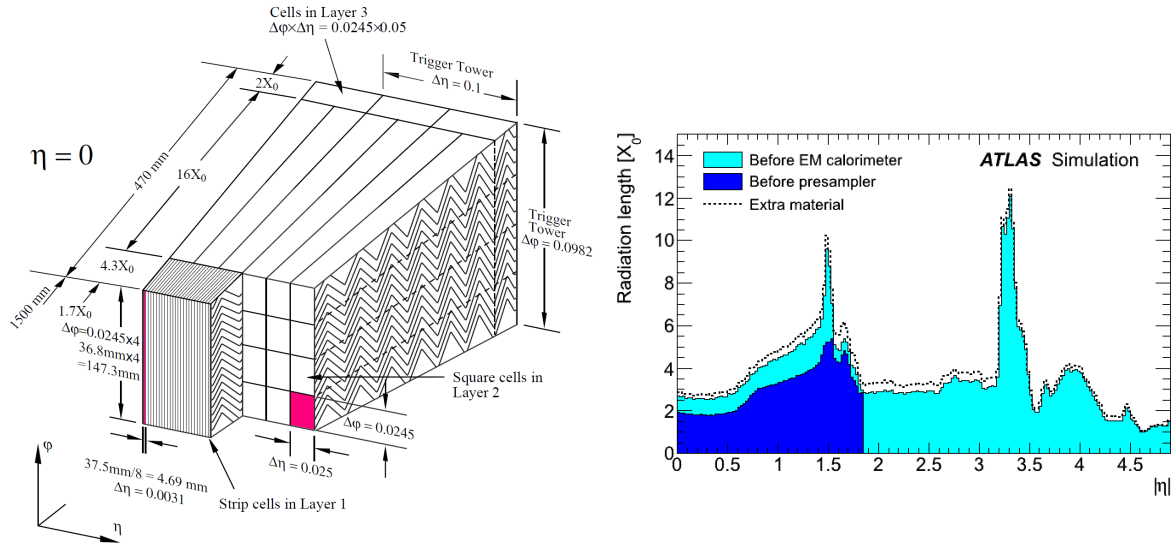 Cells in Layer 3
Δφ×Δη = 0.0245×0.05
Trigger Tower
Δη = 0.1
2X₀
η = 0
470 mm
16X₀
Trigger
Tower
Δφ = 0.0982
4.3X₀
1500 mm
1.7X₀
Δφ=0.0245x4
36.8mmx4
=147.3mm
Square cells in
Layer 2
Δφ = 0.0245
Δη = 0.025
37.5mm/8 = 4.69 mm
Δη = 0.0031
Strip cells in Layer 1
φ
η
Radiation length [X₀]
14
12
10
8
6
4
2
0
Before EM calorimeter
Before presampler
Extra material
ATLAS Simulation
0 0.5 1 1.5 2 2.5 3 3.5 4 4.5
|η|